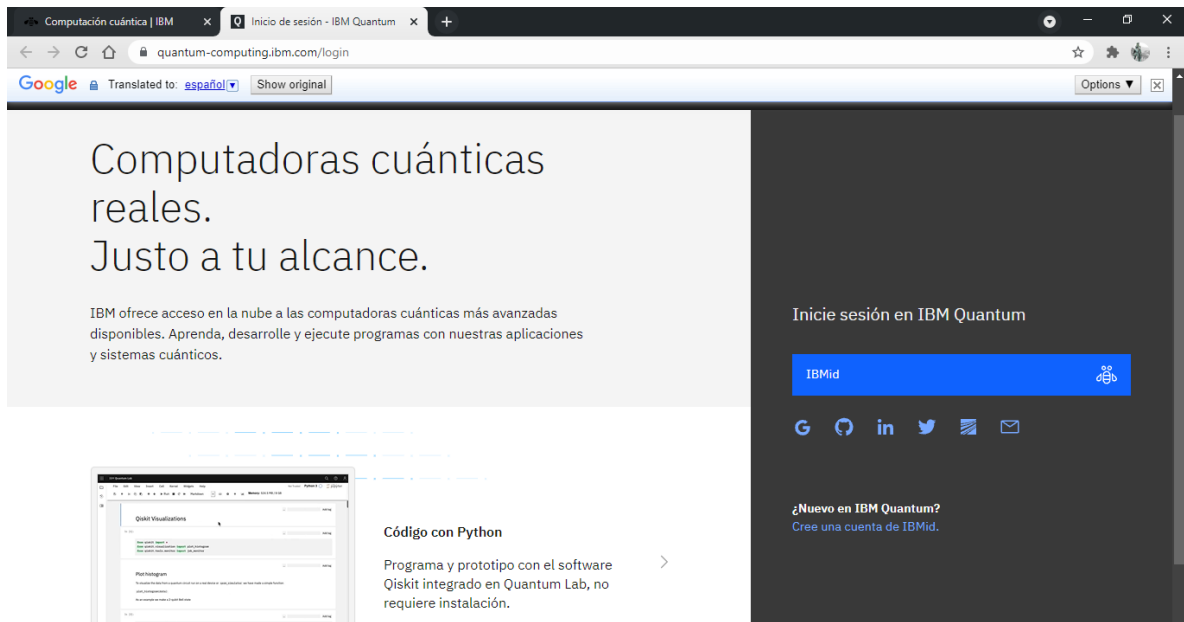 Computación cuántica | IBM
Inicio de sesión - IBM Quantum
quantum-computing.ibm.com/login
Google Translated to: español Show original Options ▼
Computadoras cuánticas
reales.
Justo a tu alcance.
IBM ofrece acceso en la nube a las computadoras cuánticas más avanzadas
disponibles. Aprenda, desarrolle y ejecute programas con nuestras aplicaciones
y sistemas cuánticos.
Inicie sesión en IBM Quantum
IBMid
¿Nuevo en IBM Quantum?
Cree una cuenta de IBMid.
Qiskit Visualizations
Plot histogram
Código con Python
Programa y prototipo con el software
Qiskit integrado en Quantum Lab, no
requiere instalación.